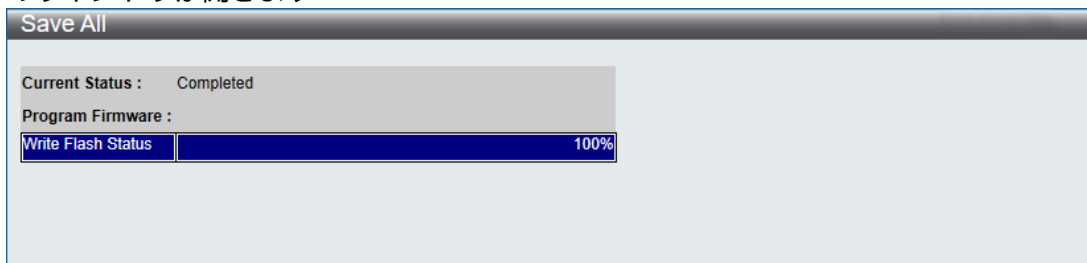 Save All
Current Status : Completed
Program Firmware :
Write Flash Status 100%